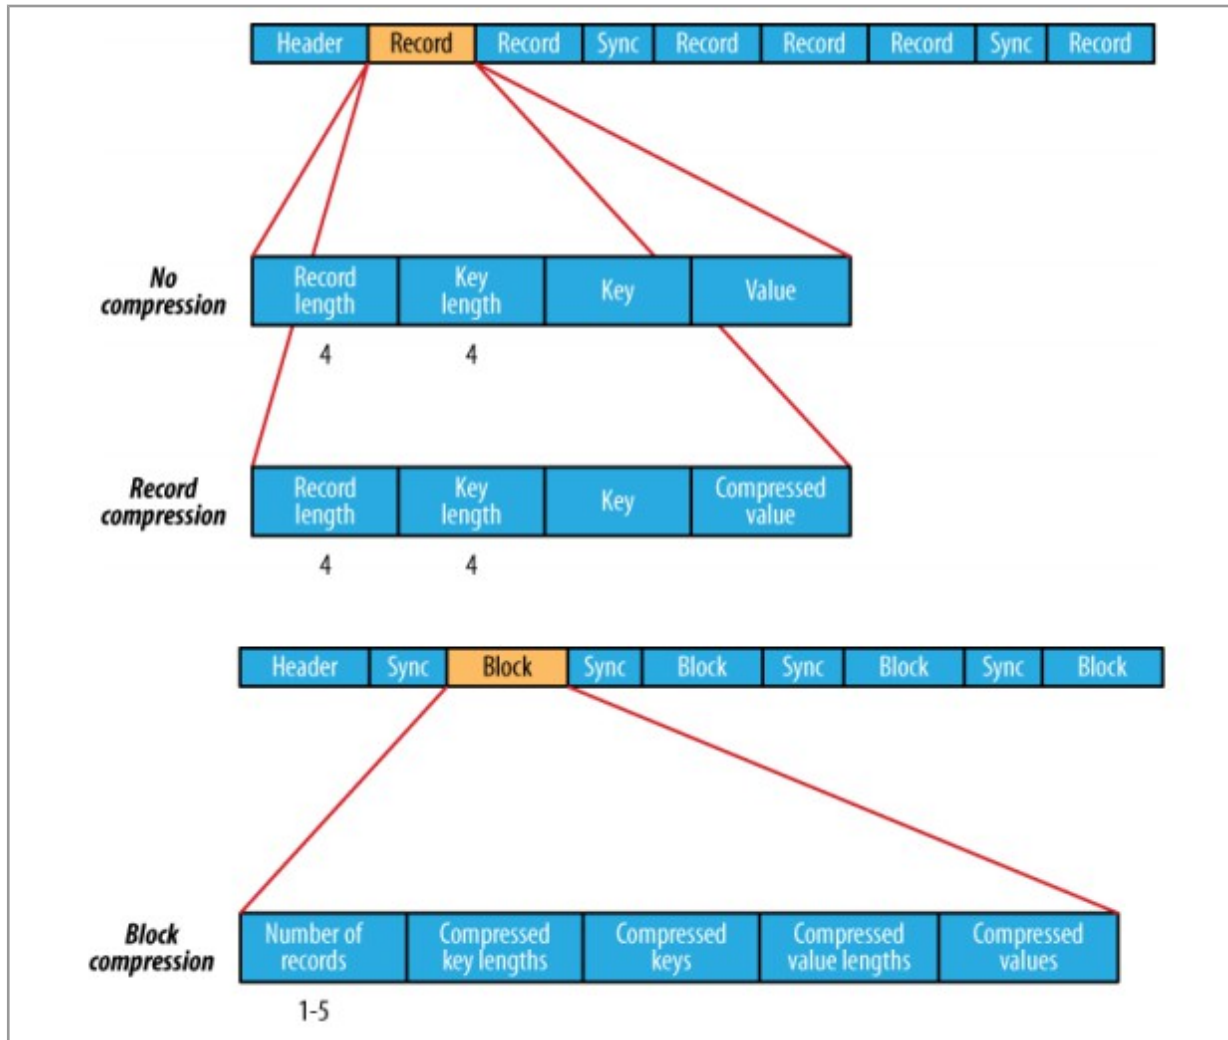 Header Record Record Sync Record Record Record Sync Record
No
compression
Record
length
Key
length
Key
Value
4
4
Record
compression
Record
length
Key
length
Key
Compressed
value
4
4
Header Sync Block Sync Block Sync Block Sync Block
Block
compression
Number of
records
Compressed
key lengths
Compressed
keys
Compressed
value lengths
Compressed
values
1-5